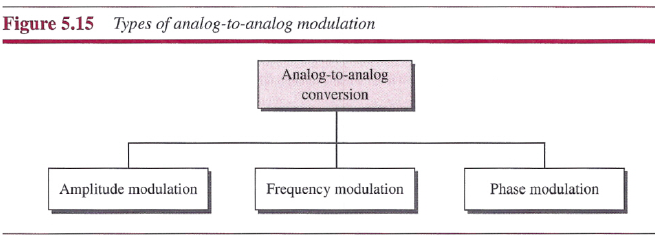 Figure 5.15 Types of analog-to-analog modulation
Analog-to-analog
conversion
Amplitude modulation
Frequency modulation
Phase modulation